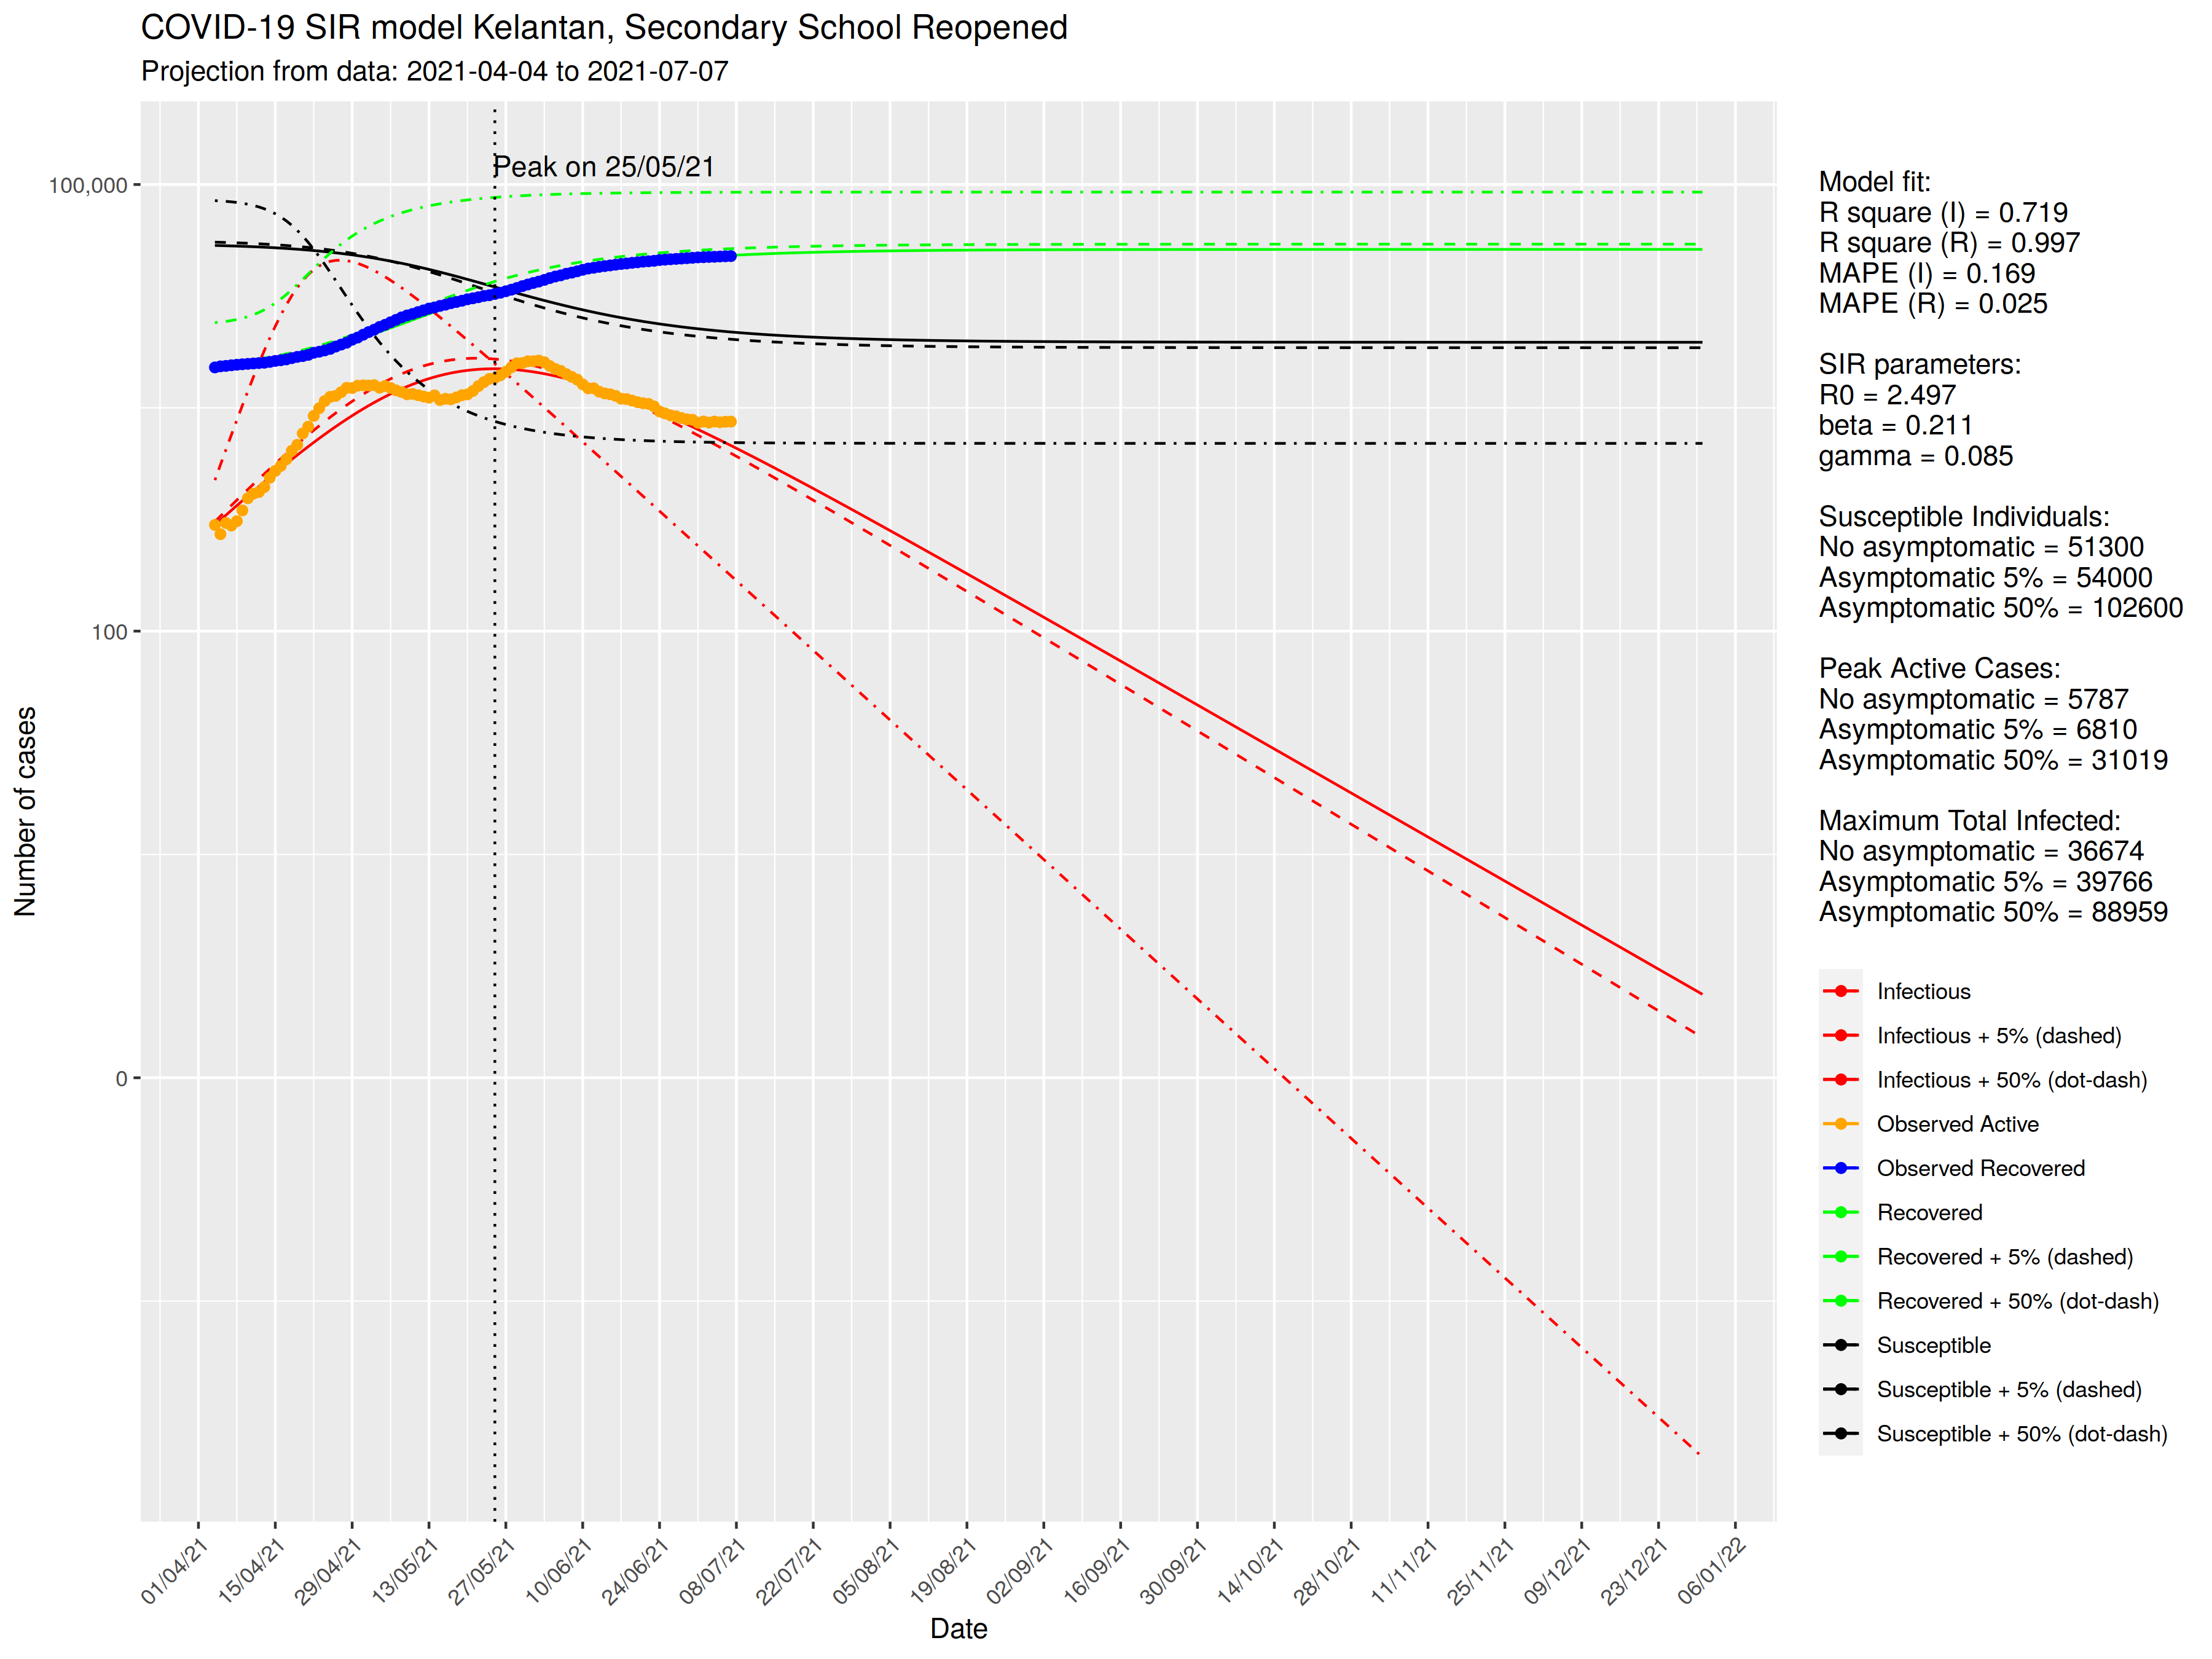 COVID-19 SIR model Kelantan, Secondary School Reopened
Projection from data: 2021-04-04 to 2021-07-07
Peak on 25/05/21
100,000
100
0
Number of cases
01/04/21
15/04/21
29/04/21
13/05/21
27/05/21
10/06/21
24/06/21
08/07/21
22/07/21
05/08/21
19/08/21
02/09/21
16/09/21
30/09/21
14/10/21
28/10/21
11/11/21
25/11/21
09/12/21
23/12/21
06/01/22
Date
Model fit:
R square (I) = 0.719
R square (R) = 0.997
MAPE (I) = 0.169
MAPE (R) = 0.025
SIR parameters:
R0 = 2.497
beta = 0.211
gamma = 0.085
Susceptible Individuals:
No asymptomatic = 51300
Asymptomatic 5% = 54000
Asymptomatic 50% = 102600
Peak Active Cases:
No asymptomatic = 5787
Asymptomatic 5% = 6810
Asymptomatic 50% = 31019
Maximum Total Infected:
No asymptomatic = 36674
Asymptomatic 5% = 39766
Asymptomatic 50% = 88959
Infectious
Infectious + 5% (dashed)
Infectious + 50% (dot-dash)
Observed Active
Observed Recovered
Recovered
Recovered + 5% (dashed)
Recovered + 50% (dot-dash)
Susceptible
Susceptible + 5% (dashed)
Susceptible + 50% (dot-dash)